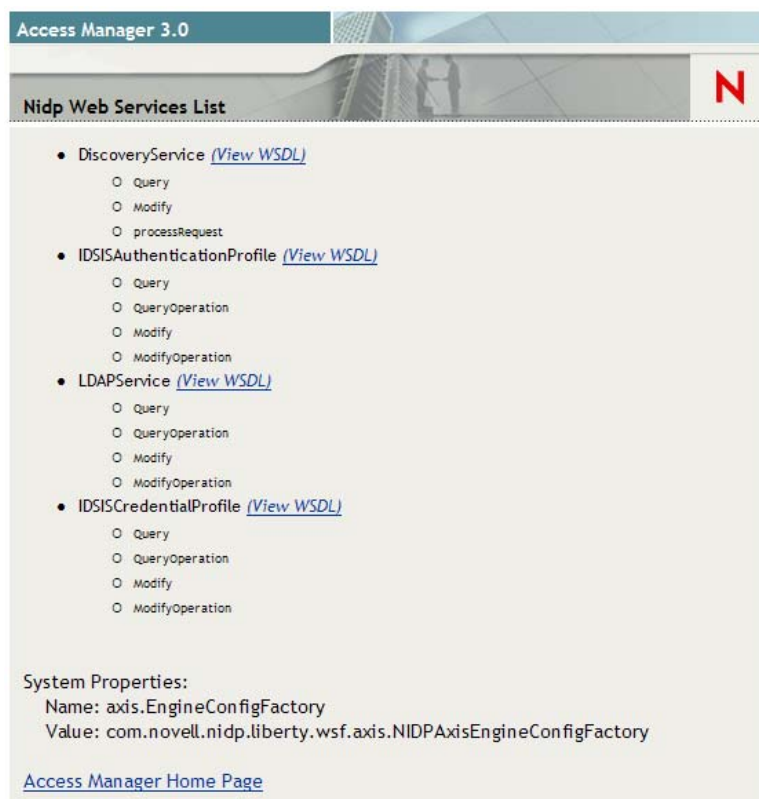 Access Manager 3.0
Nidp Web Services List
N
DiscoveryService (View WSDL)
Query
Modify
processRequest
IDSISAuthenticationProfile (View WSDL)
Query
QueryOperation
Modify
ModifyOperation
LDAPService (View WSDL)
Query
QueryOperation
Modify
ModifyOperation
IDSISCredentialProfile (View WSDL)
Query
QueryOperation
Modify
ModifyOperation
System Properties:
Name: axis.EngineConfigFactory
Value: com.novell.nidp.liberty.wsf.axis.NIDPAxisEngineConfigFactory
Access Manager Home Page